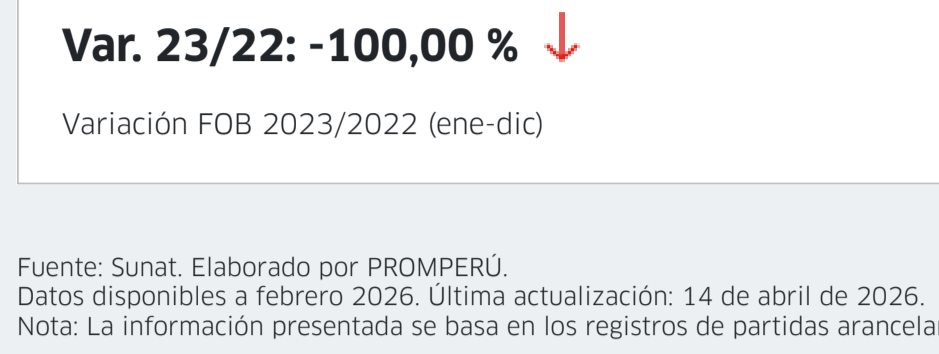 Var. 23/22: -100,00 %
Variación FOB 2023/2022 (ene-dic)
Fuente: Sunat. Elaborado por PROMPERÚ.
Datos disponibles a febrero 2026. Última actualización: 14 de abril de 2026.
Nota: La información presentada se basa en los registros de partidas